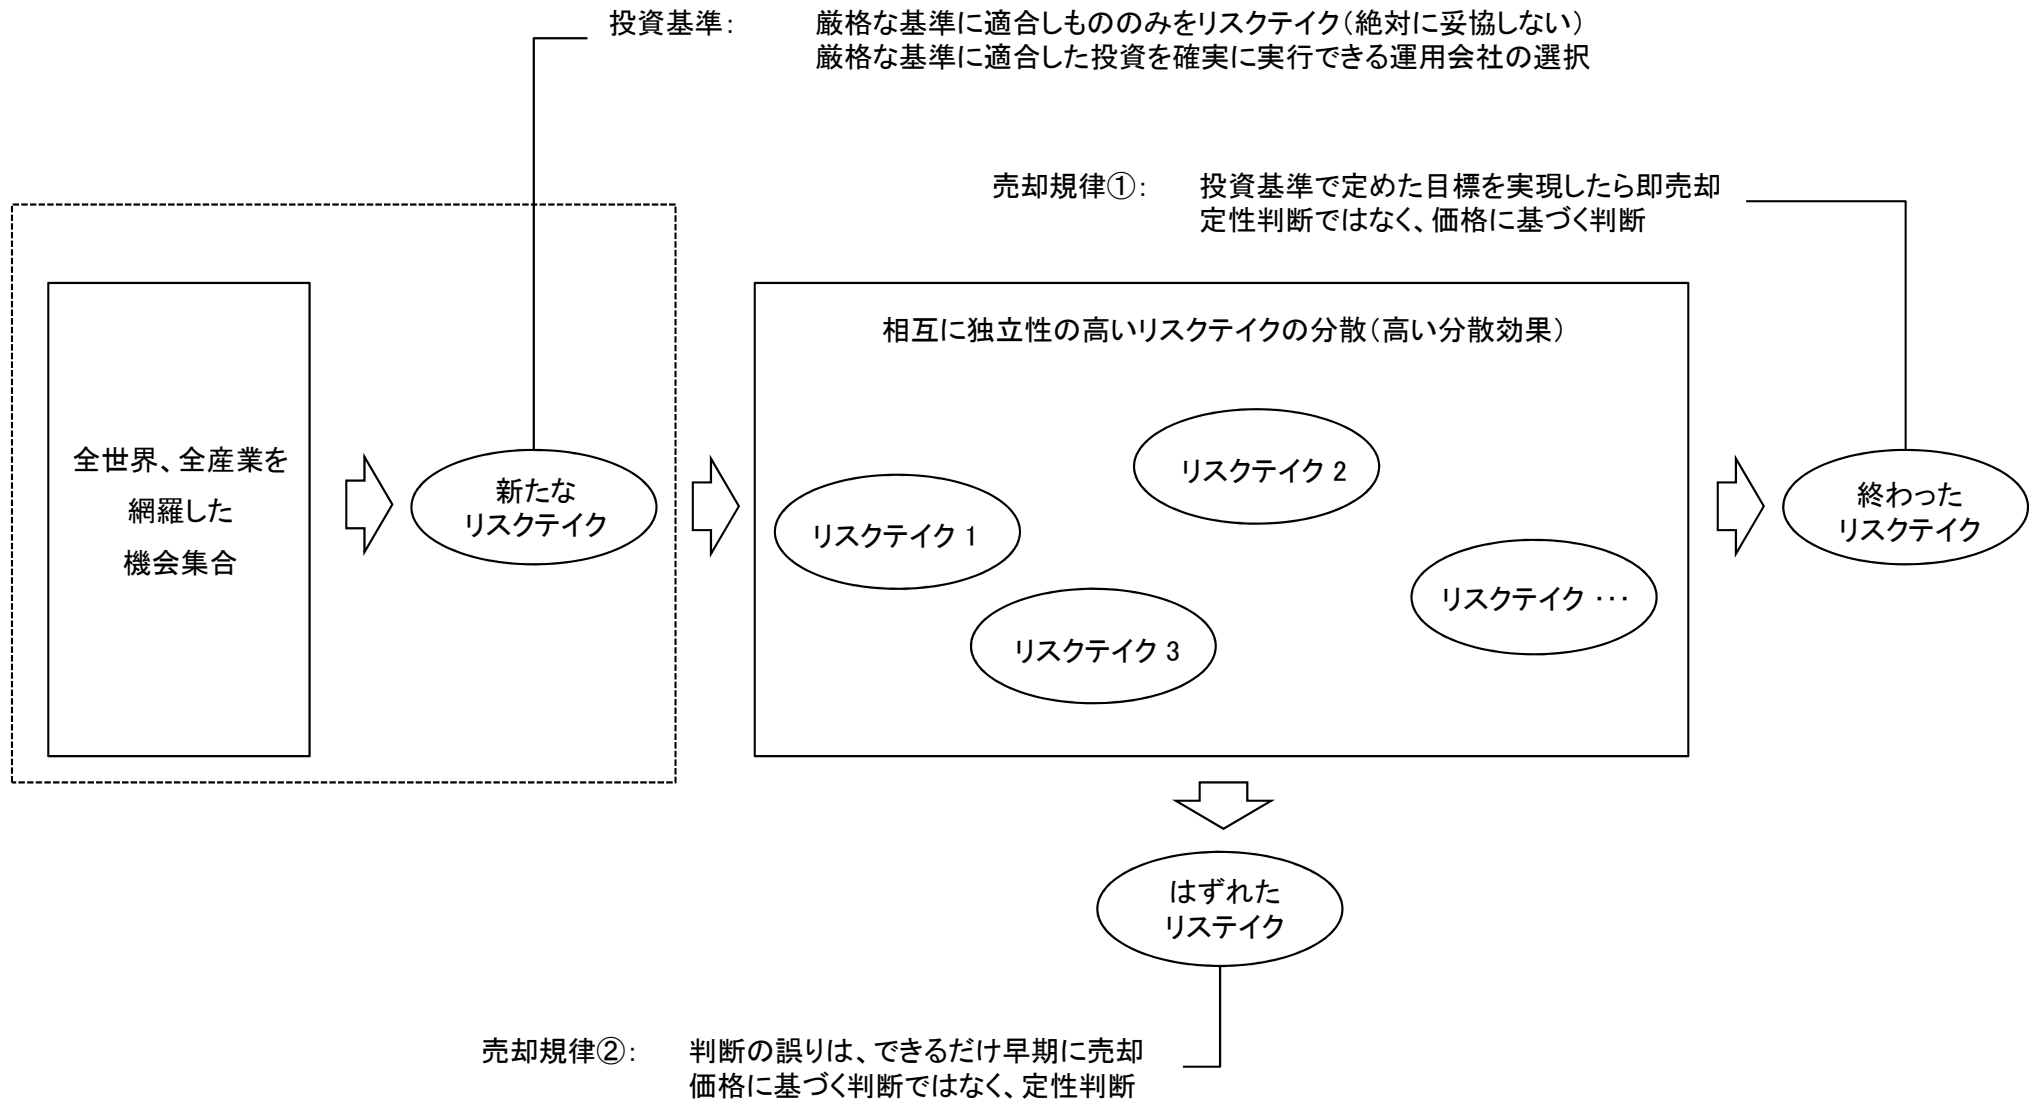 投資基準： 厳格な基準に適合しもののみをリスクテイク（絶対に妥協しない）
厳格な基準に適合した投資を確実に実行できる運用会社の選択
売却規律①： 投資基準で定めた目標を実現したら即売却
定性判断ではなく、価格に基づく判断
相互に独立性の高いリスクテイクの分散（高い分散効果）
全世界、全産業を
網羅した
機会集合
新たな
リスクテイク
リスクテイク 1
リスクテイク 2
リスクテイク 3
リスクテイク ･･･
終わった
リスクテイク
はずれた
リステイク
売却規律②： 判断の誤りは、できるだけ早期に売却
価格に基づく判断ではなく、定性判断